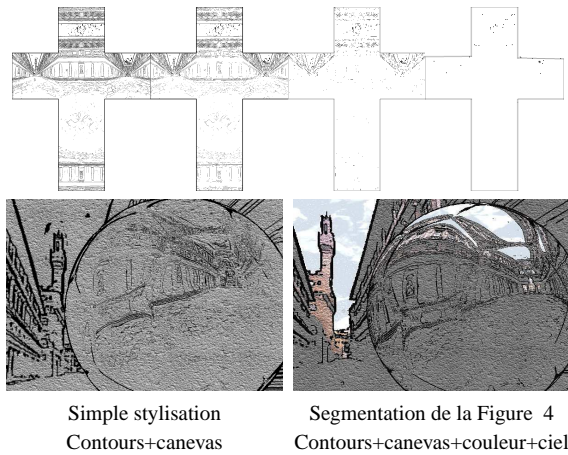 Simple stylisation
Contours+canevas
Segmentation de la Figure 4
Contours+canevas+couleur+ciel